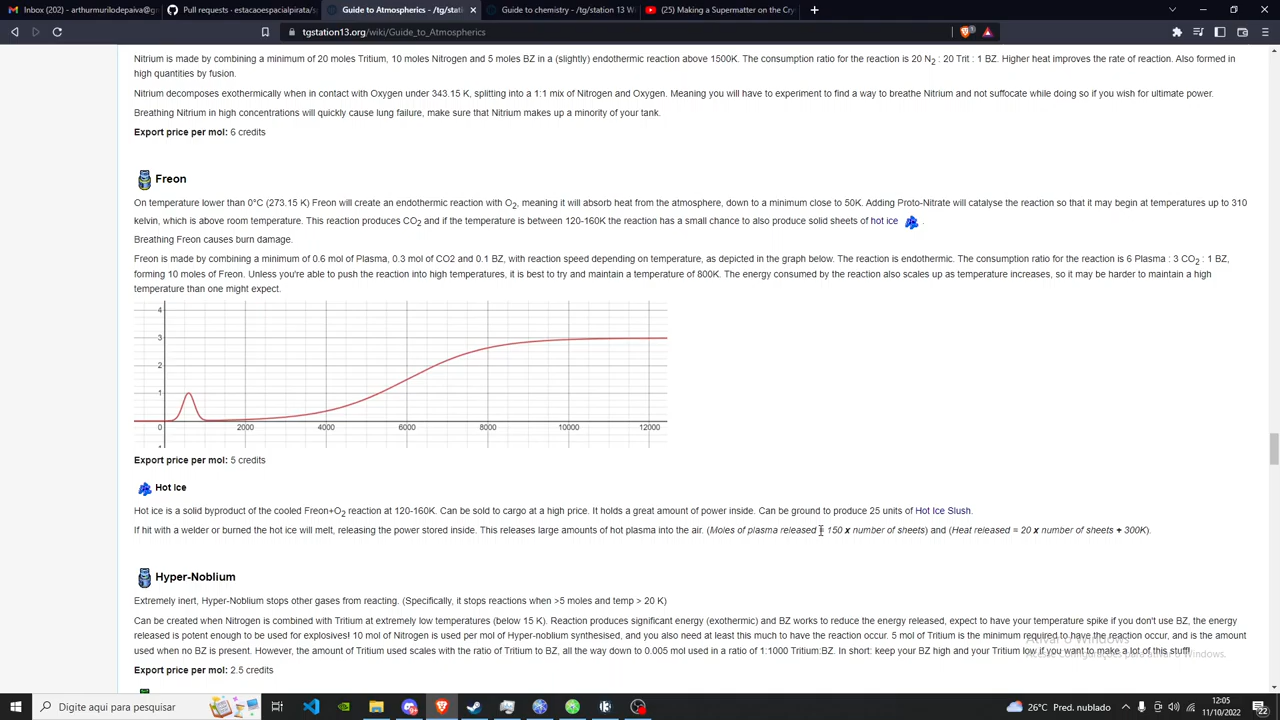 Inbox (202) - arthurmurilodepaiva@g
Pull requests · estacaoespacialpirata/s
Guide to Atmospherics - /tg/stati
Guide to chemistry - /tg/station 13 W
(25) Making a Supermatter on the Cry
tgstation13.org/wiki/Guide_to_Atmospherics
Nitrium is made by combining a minimum of 20 moles Tritium, 10 moles Nitrogen and 5 moles BZ in a (slightly) endothermic reaction above 1500K. The consumption ratio for the reaction is 20 N2 : 20 Trit : 1 BZ. Higher heat improves the rate of reaction. Also formed in
high quantities by fusion.
Nitrium decomposes exothermically when in contact with Oxygen under 343.15 K, splitting into a 1:1 mix of Nitrogen and Oxygen. Meaning you will have to experiment to find a way to breathe Nitrium and not suffocate while doing so if you wish for ultimate power.
Breathing Nitrium in high concentrations will quickly cause lung failure, make sure that Nitrium makes up a minority of your tank.
Export price per mol: 6 credits
Freon
On temperature lower than 0°C (273.15 K) Freon will create an endothermic reaction with O2, meaning it will absorb heat from the atmosphere, down to a minimum close to 50K. Adding Proto-Nitrate will catalyse the reaction so that it may begin at temperatures up to 310
kelvin, which is above room temperature. This reaction produces CO2 and if the temperature is between 120-160K the reaction has a small chance to also produce solid sheets of hot ice .
Breathing Freon causes burn damage.
Freon is made by combining a minimum of 0.6 mol of Plasma, 0.3 mol of CO2 and 0.1 BZ, with reaction speed depending on temperature, as depicted in the graph below. The reaction is endothermic. The consumption ratio for the reaction is 6 Plasma : 3 CO2 : 1 BZ,
forming 10 moles of Freon. Unless you're able to push the reaction into high temperatures, it is best to try and maintain a temperature of 800K. The energy consumed by the reaction also scales up as temperature increases, so it may be harder to maintain a high
temperature than one might expect.
4
3
2
1
0 2000 4000 6000 8000 10000 12000
Export price per mol: 5 credits
Hot Ice
Hot ice is a solid byproduct of the cooled Freon+O2 reaction at 120-160K. Can be sold to cargo at a high price. It holds a great amount of power inside. Can be ground to produce 25 units of Hot Ice Slush.
If hit with a welder or burned the hot ice will melt, releasing the power stored inside. This releases large amounts of hot plasma into the air. (Moles of plasma released = 150 x number of sheets) and (Heat released = 20 x number of sheets + 300K).
Hyper-Noblium
Extremely inert, Hyper-Noblium stops other gases from reacting. (Specifically, it stops reactions when >5 moles and temp > 20 K)
Can be created when Nitrogen is combined with Tritium at extremely low temperatures (below 15 K). Reaction produces significant energy (exothermic) and BZ works to reduce the energy released, expect to have your temperature spike if you don't use BZ, the energy
released is potent enough to be used for explosives! 10 mol of Nitrogen is used per mol of Hyper-noblium synthesised, and you also need at least this much to have the reaction occur. 5 mol of Tritium is the minimum required to have the reaction occur, and is the amount
used when no BZ is present. However, the amount of Tritium used scales with the ratio of Tritium to BZ, all the way down to 0.005 mol used in a ratio of 1:1000 Tritium:BZ. In short: keep your BZ high and your Tritium low if you want to make a lot of this stuff!
Ativar o Windows
Acesse Configurações para ativar o Windows.
Export price per mol: 2.5 credits
Digite aqui para pesquisar
26°C Pred. nublado
12:05
11/10/2022
22